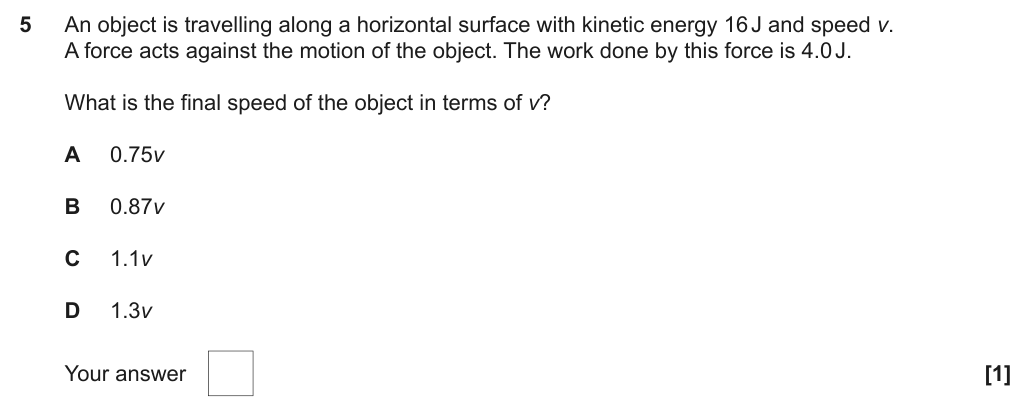 5 An object is travelling along a horizontal surface with kinetic energy 16 J and speed v.
A force acts against the motion of the object. The work done by this force is 4.0 J.
What is the final speed of the object in terms of v?
A 0.75v
B 0.87v
C 1.1v
D 1.3v
Your answer [1]